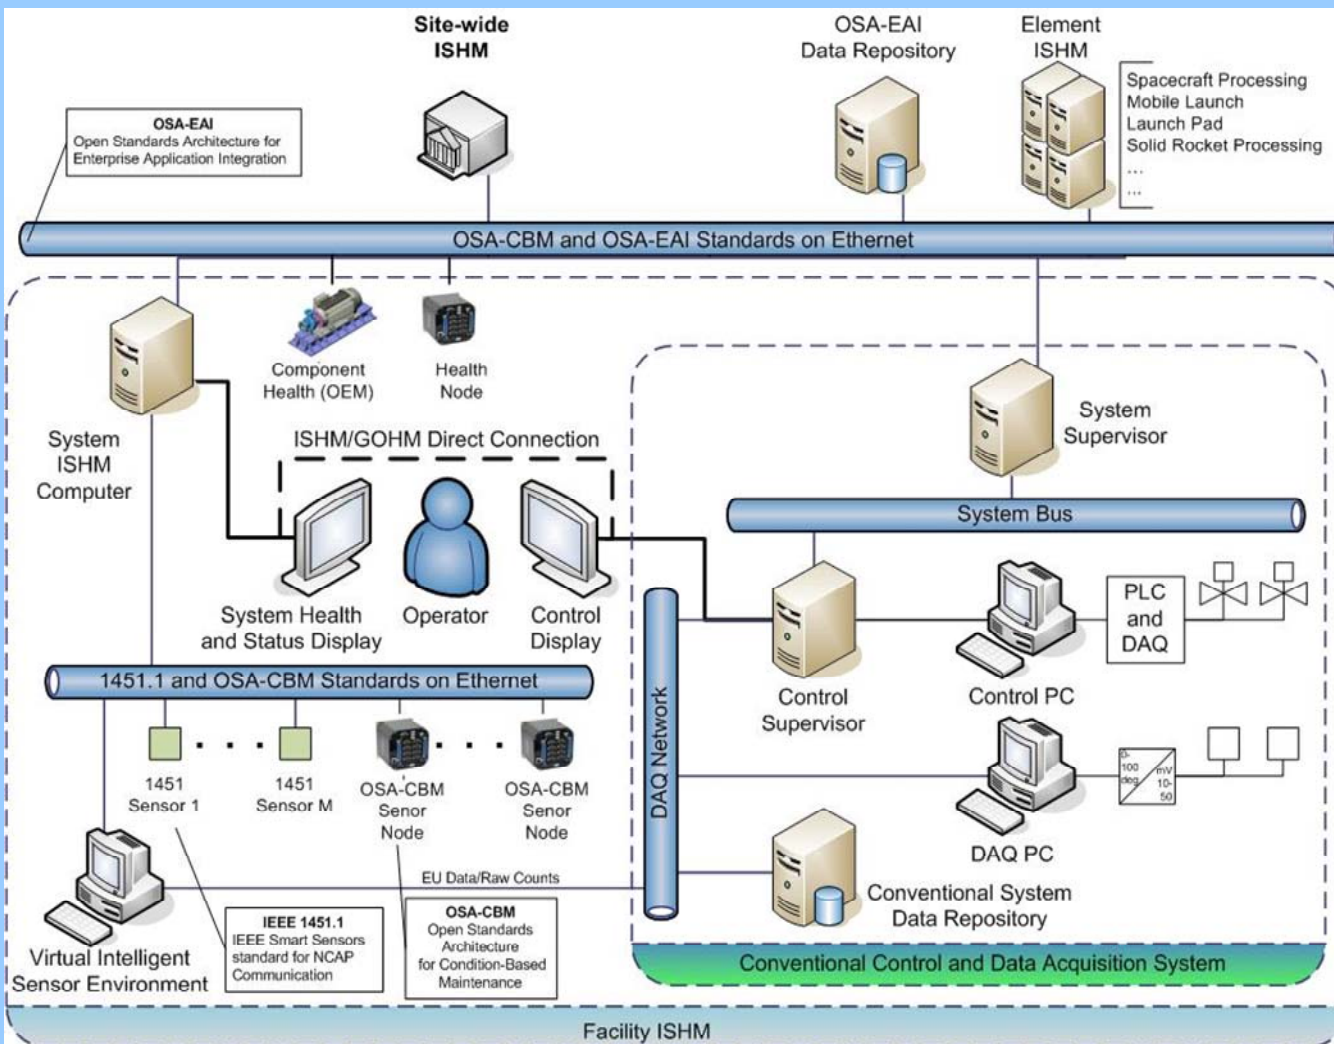 Site-wide
ISHM
OSA-EAI
Data Repository
Element
ISHM
Spacecraft Processing
Mobile Launch
Launch Pad
Solid Rocket Processing
...
...
OSA-EAI
Open Standards Architecture for
Enterprise Application Integration
OSA-CBM and OSA-EAI Standards on Ethernet
Component
Health (OEM)
Health
Node
System
ISHM
Computer
System
Supervisor
ISHM/GOHM Direct Connection
System Bus
System Health
and Status Display
Operator
Control
Display
PLC
and
DAQ
Control
Supervisor
Control PC
1451.1 and OSA-CBM Standards on Ethernet
DAQ Network
1451
Sensor 1
1451
Sensor M
OSA-CBM
Senor
Node
OSA-CBM
Senor
Node
0-
100
deg
mV
10-
50
DAQ PC
EU Data/Raw Counts
Conventional System
Data Repository
Virtual Intelligent
Sensor Environment
IEEE 1451.1
IEEE Smart Sensors
standard for NCAP
Communication
OSA-CBM
Open Standards
Architecture
for Condition-Based
Maintenance
Conventional Control and Data Acquisition System
Facility ISHM